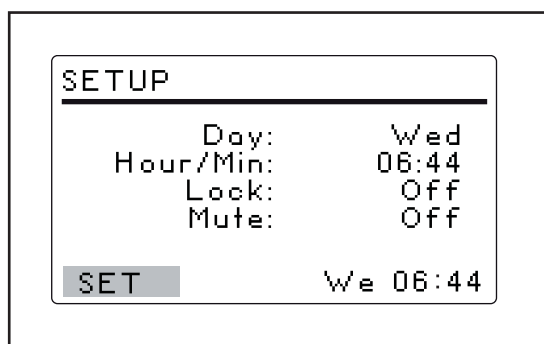 SETUP
Day: Wed
Hour/Min: 06:44
Lock: Off
Mute: Off
SET We 06:44